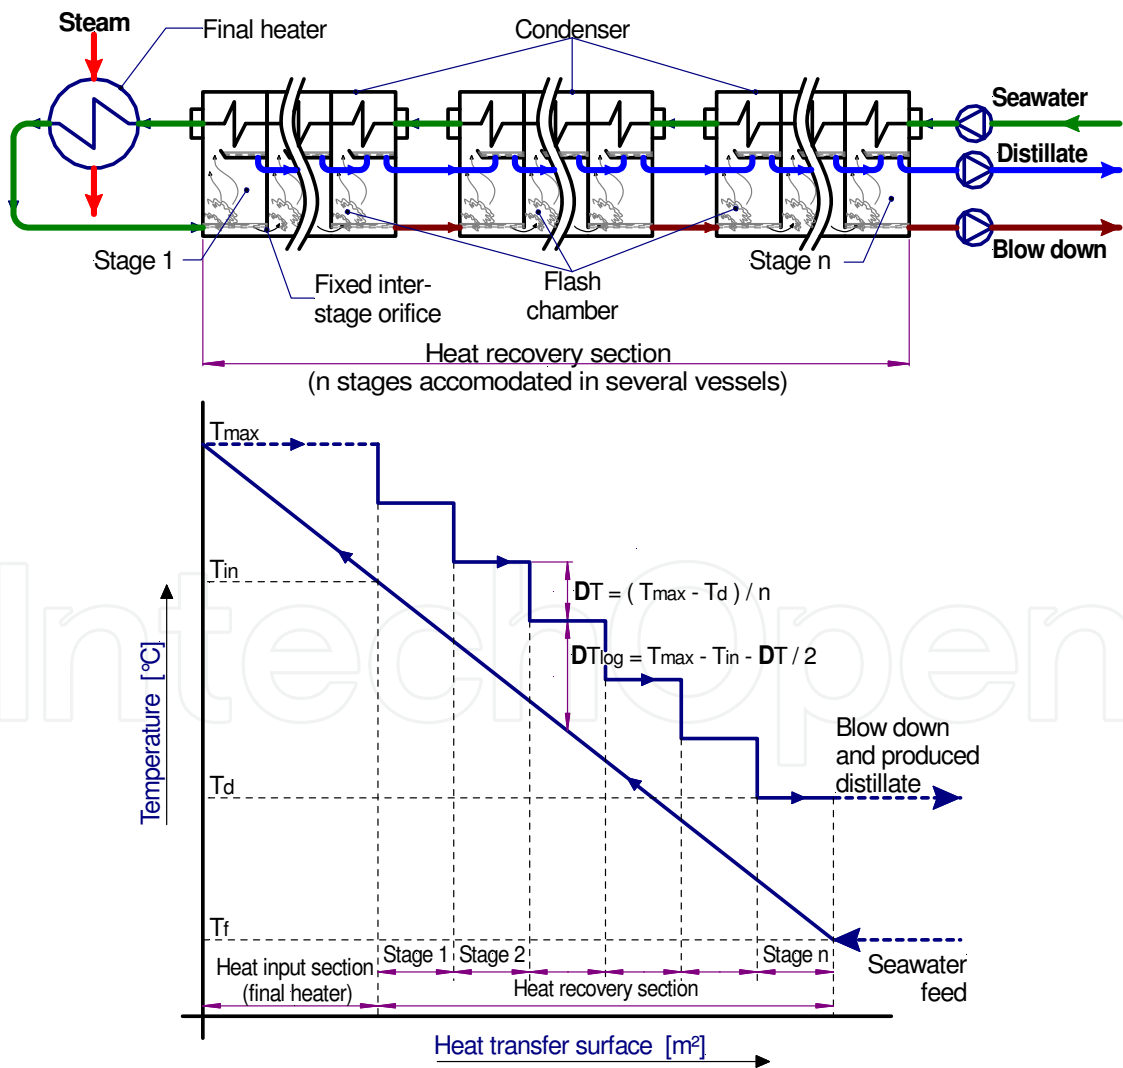 Steam
Final heater
Condenser
Seawater
Distillate
Blow down
Stage 1
Fixed inter-
stage orifice
Flash
chamber
Stage n
Heat recovery section
(n stages accomodated in several vessels)
Tmax
Tin
DT = ( Tmax - Td ) / n
DTlog = Tmax - Tin - DT / 2
Temperature [°C]
Td
Blow down
and produced
distillate
Tf
Stage 1
Stage 2
Stage n
Seawater
feed
Heat input section
(final heater)
Heat recovery section
Heat transfer surface [m²]
IntechOpen